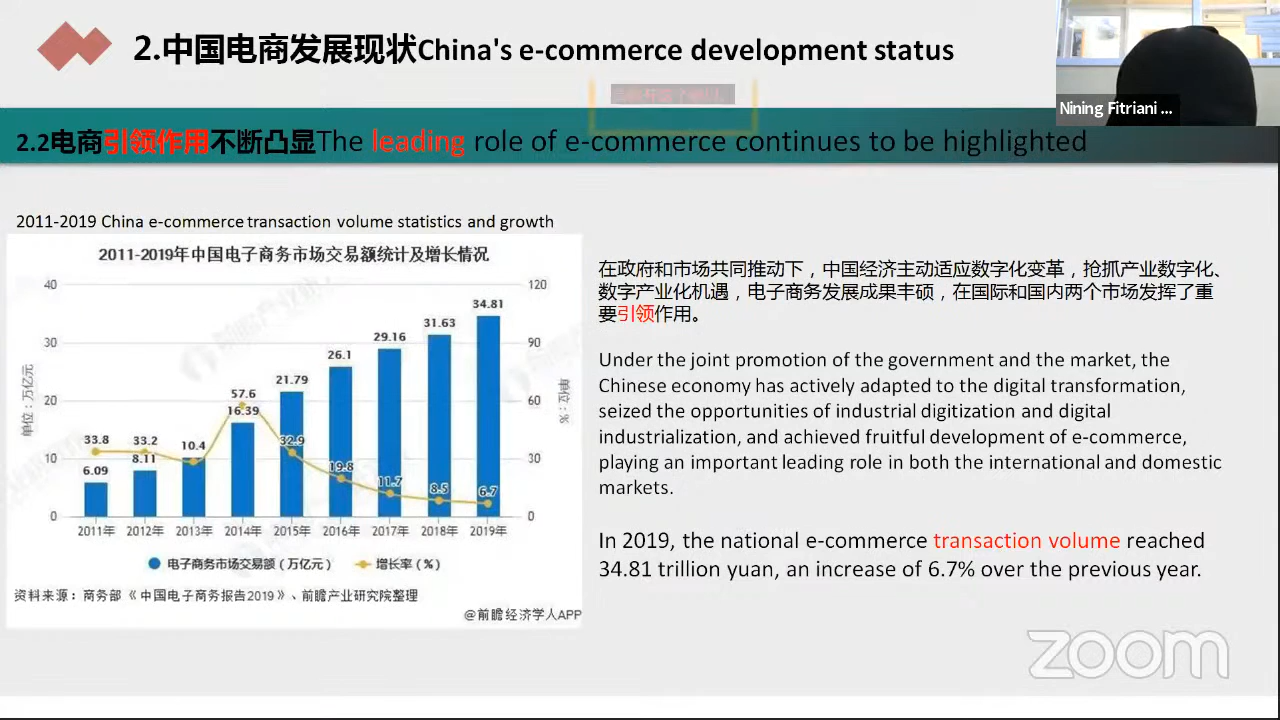 2.中国电商发展现状China's e-commerce development status
Nining Fitriani ...
2.2电商引领作用不断凸显The leading role of e-commerce continues to be highlighted
2011-2019 China e-commerce transaction volume statistics and growth
2011-2019年中国电子商务市场交易额统计及增长情况
40
30
20
10
0
单位：万亿元
120
90
60
30
0
单位：%
33.8
33.2
10.4
57.6
32.9
19.8
11.7
8.5
6.7
6.09
8.11
16.39
21.79
26.1
29.16
31.63
34.81
2011年 2012年 2013年 2014年 2015年 2016年 2017年 2018年 2019年
电子商务市场交易额（万亿元） 增长率（%）
资料来源：商务部《中国电子商务报告2019》、前瞻产业研究院整理
@前瞻经济学人APP
在政府和市场共同推动下，中国经济主动适应数字化变革，抢抓产业数字化、
数字产业化机遇，电子商务发展成果丰硕，在国际和国内两个市场发挥了重
要引领作用。
Under the joint promotion of the government and the market, the
Chinese economy has actively adapted to the digital transformation,
seized the opportunities of industrial digitization and digital
industrialization, and achieved fruitful development of e-commerce,
playing an important leading role in both the international and domestic
markets.
In 2019, the national e-commerce transaction volume reached
34.81 trillion yuan, an increase of 6.7% over the previous year.
zoom